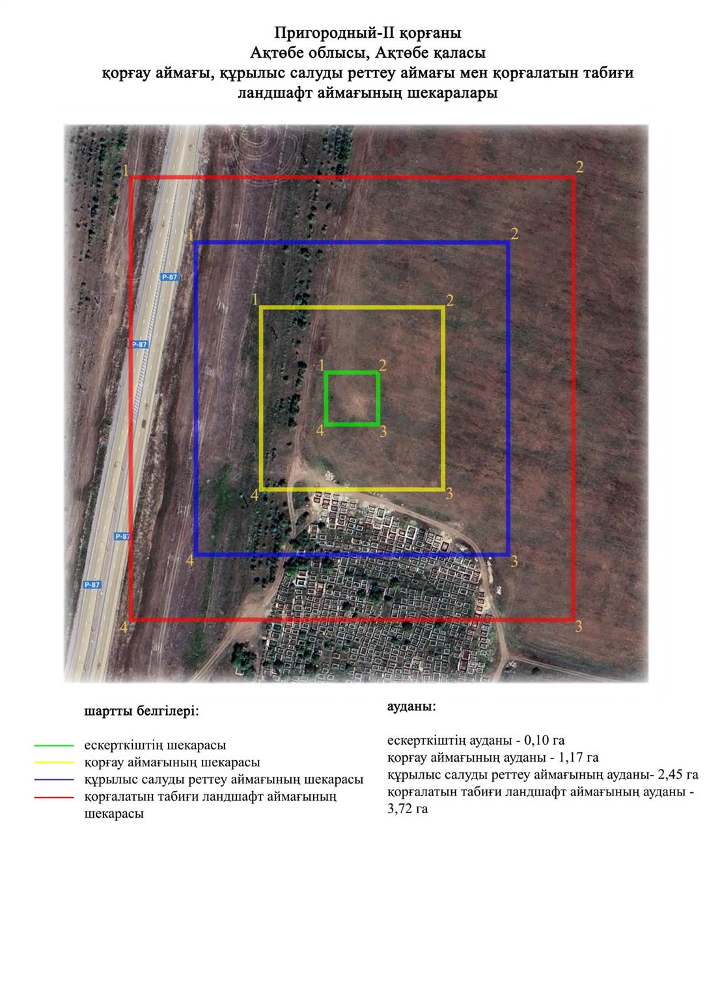 Пригородный-II қорғаны
Ақтөбе облысы, Ақтөбе қаласы
қорғау аймағы, құрылыс салуды реттеу аймағы мен қорғалатын табиғи
ландшафт аймағының шекаралары
1
2
1
2
P-87
1
2
P-87
1
2
4
3
4
3
P-87
4
3
P-87
4
3
шартты белгілері:
ескерткіштің шекарасы
қорғау аймағының шекарасы
құрылыс салуды реттеу аймағының шекарасы
қорғалатын табиғи ландшафт аймағының
шекарасы
ауданы:
ескерткіштің ауданы - 0,10 га
қорғау аймағының ауданы - 1,17 га
құрылыс салуды реттеу аймағының ауданы- 2,45 га
қорғалатын табиғи ландшафт аймағының ауданы -
3,72 га